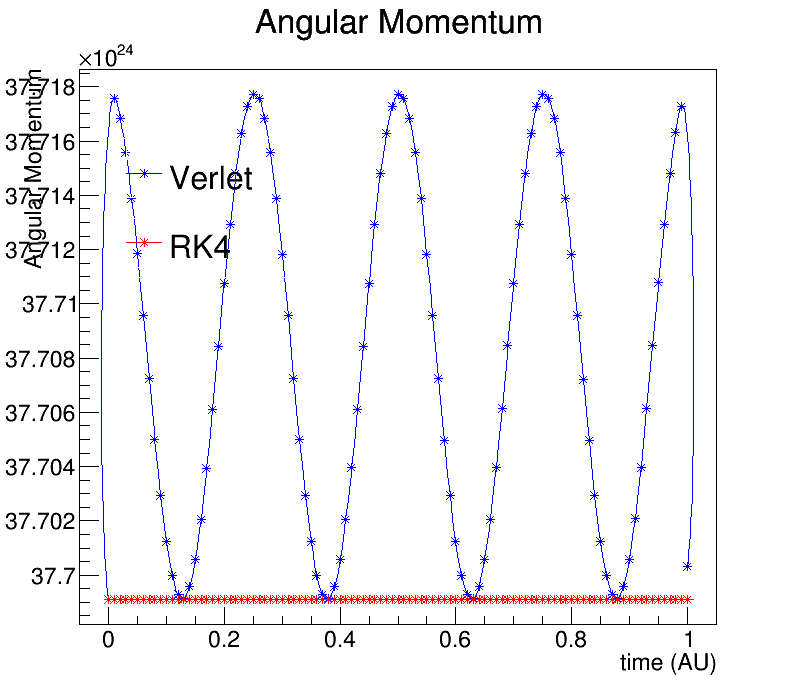 Angular Momentum
×10²⁴
Angular Momentum
37.718
37.716
37.714
37.712
37.71
37.708
37.706
37.704
37.702
37.7
Verlet
RK4
0 0.2 0.4 0.6 0.8 1
time (AU)